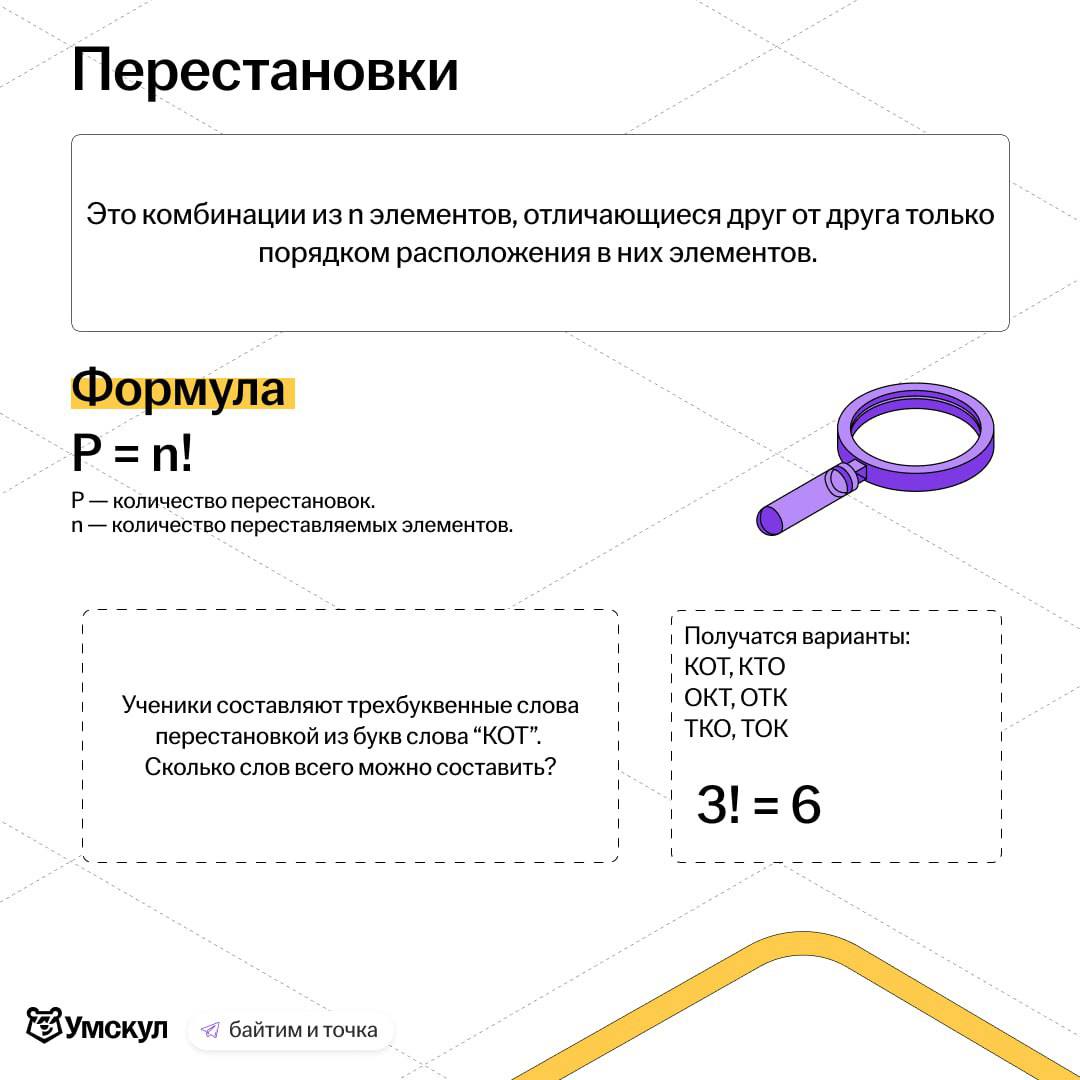 Перестановки
Это комбинации из n элементов, отличающиеся друг от друга только
порядком расположения в них элементов.
Формула
P = n!
P — количество перестановок.
n — количество переставляемых элементов.
Ученики составляют трехбуквенные слова
перестановкой из букв слова “КОТ”.
Сколько слов всего можно составить?
Получатся варианты:
КОТ, КТО
ОКТ, ОТК
ТКО, ТОК
3! = 6
Умскул
байтим и точка